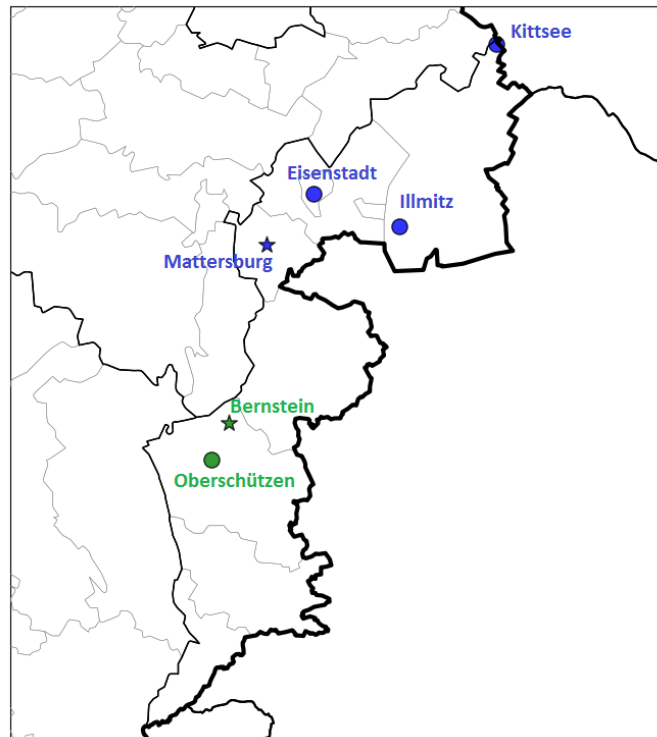 Kittsee
Eisenstadt
Illmitz
Mattersburg
Bernstein
Oberschützen